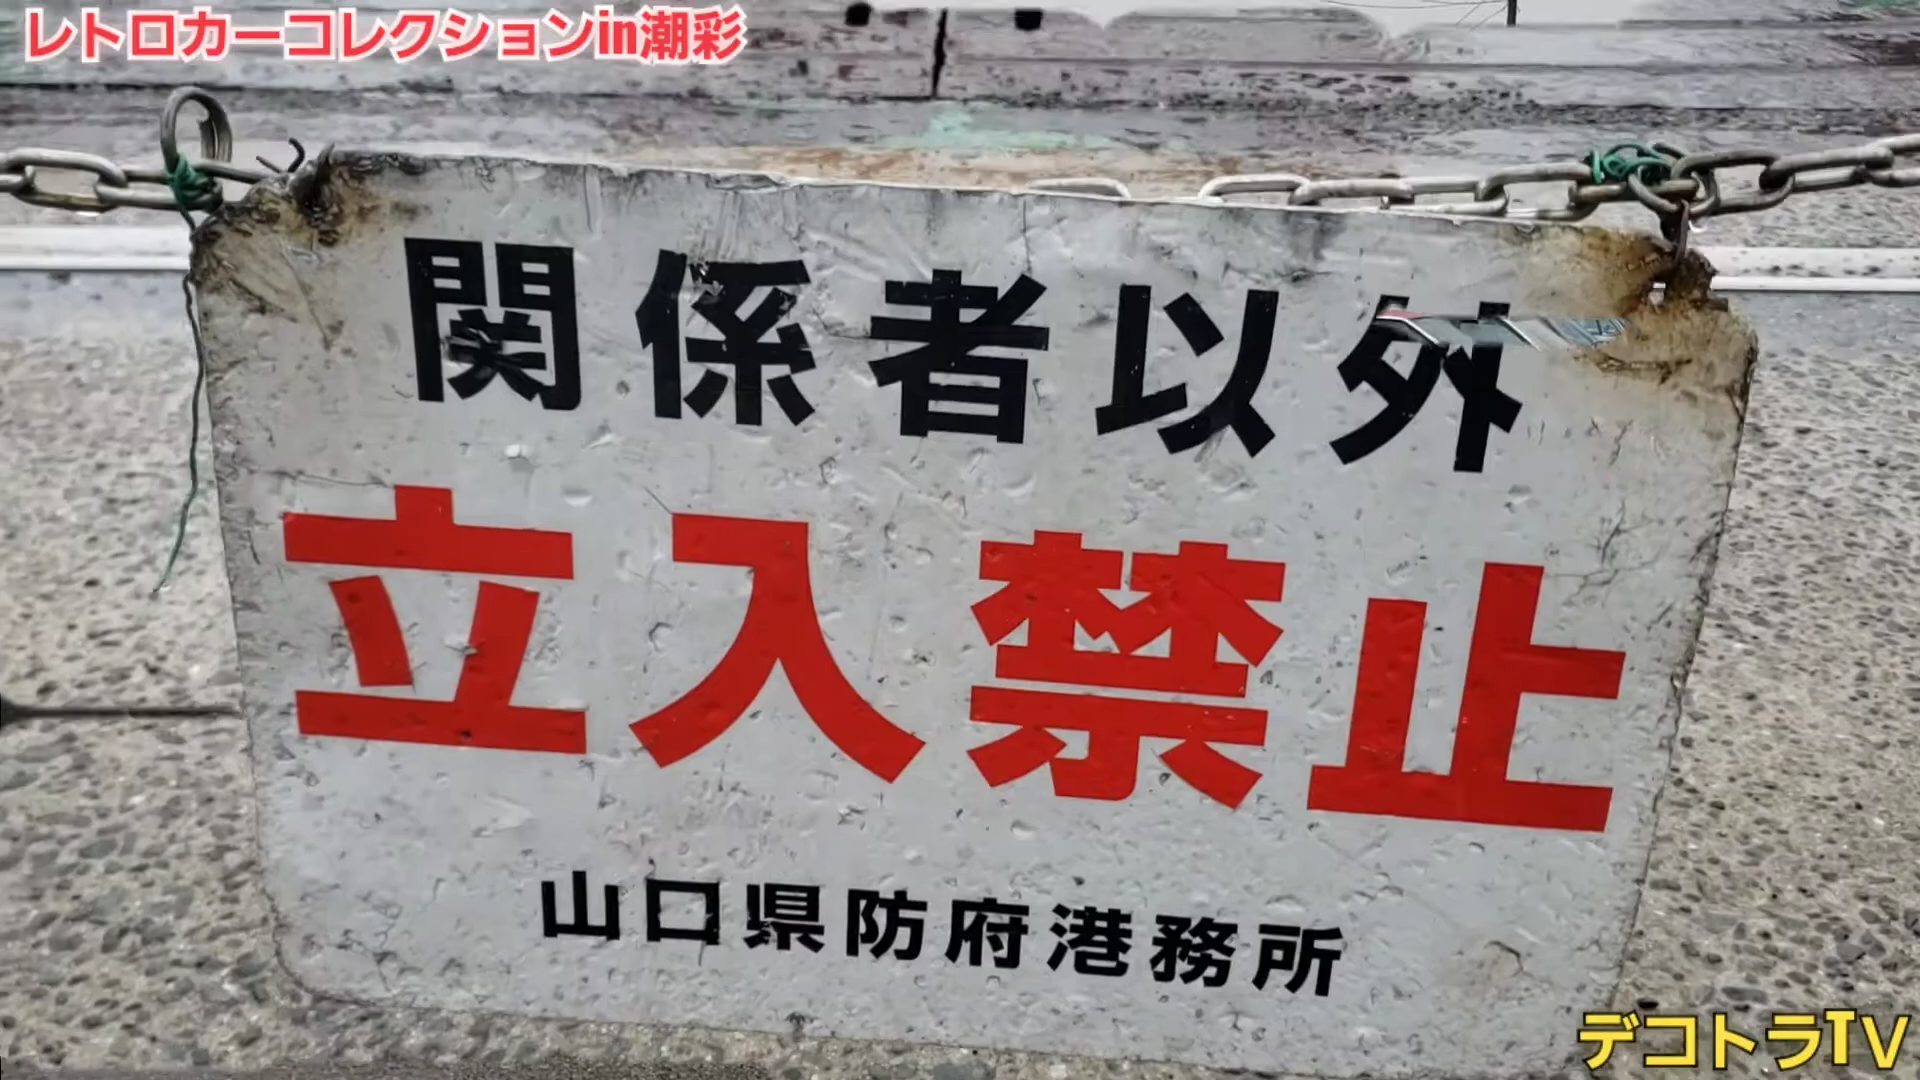 レトロカーコレクションin潮彩
関係者以外
立入禁止
山口県防府港務所
デコトラTV